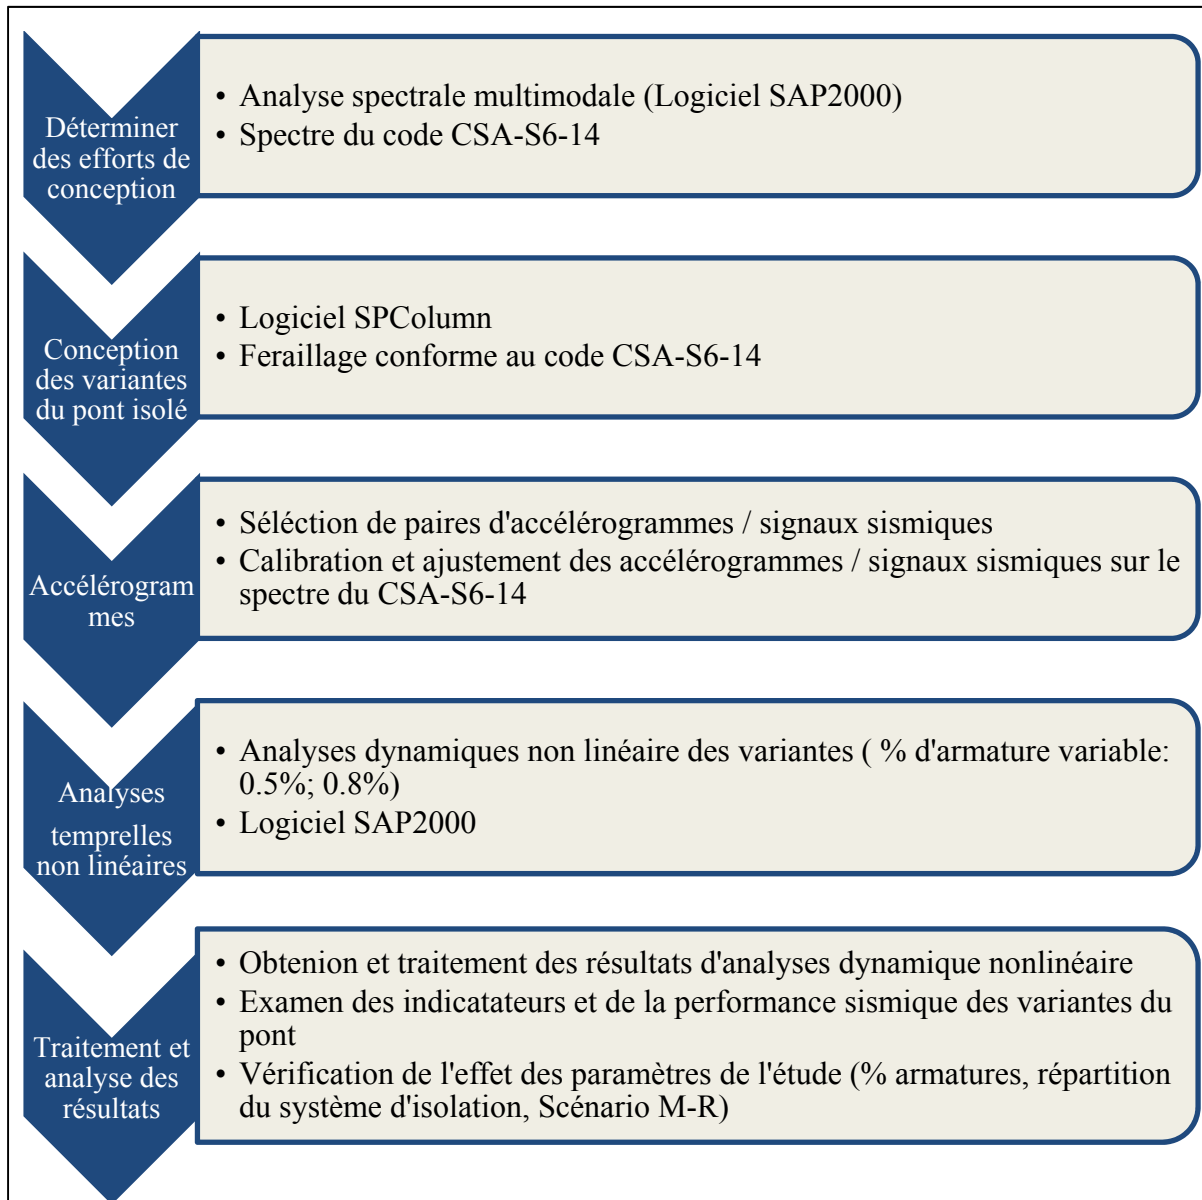 Déterminer
des efforts de
conception
• Analyse spectrale multimodale (Logiciel SAP2000)
• Spectre du code CSA-S6-14
Conception
des variantes
du pont isolé
• Logiciel SPColumn
• Feraillage conforme au code CSA-S6-14
Accélérogram
mes
• Séléction de paires d'accélérogrammes / signaux sismiques
• Calibration et ajustement des accélérogrammes / signaux sismiques sur le
spectre du CSA-S6-14
Analyses
temprelles
non linéaires
• Analyses dynamiques non linéaire des variantes ( % d'armature variable:
0.5%; 0.8%)
• Logiciel SAP2000
Traitement et
analyse des
résultats
• Obtenion et traitement des résultats d'analyses dynamique nonlinéaire
• Examen des indicatateurs et de la performance sismique des variantes du
pont
• Vérification de l'effet des paramètres de l'étude (% armatures, répartition
du système d'isolation, Scénario M-R)